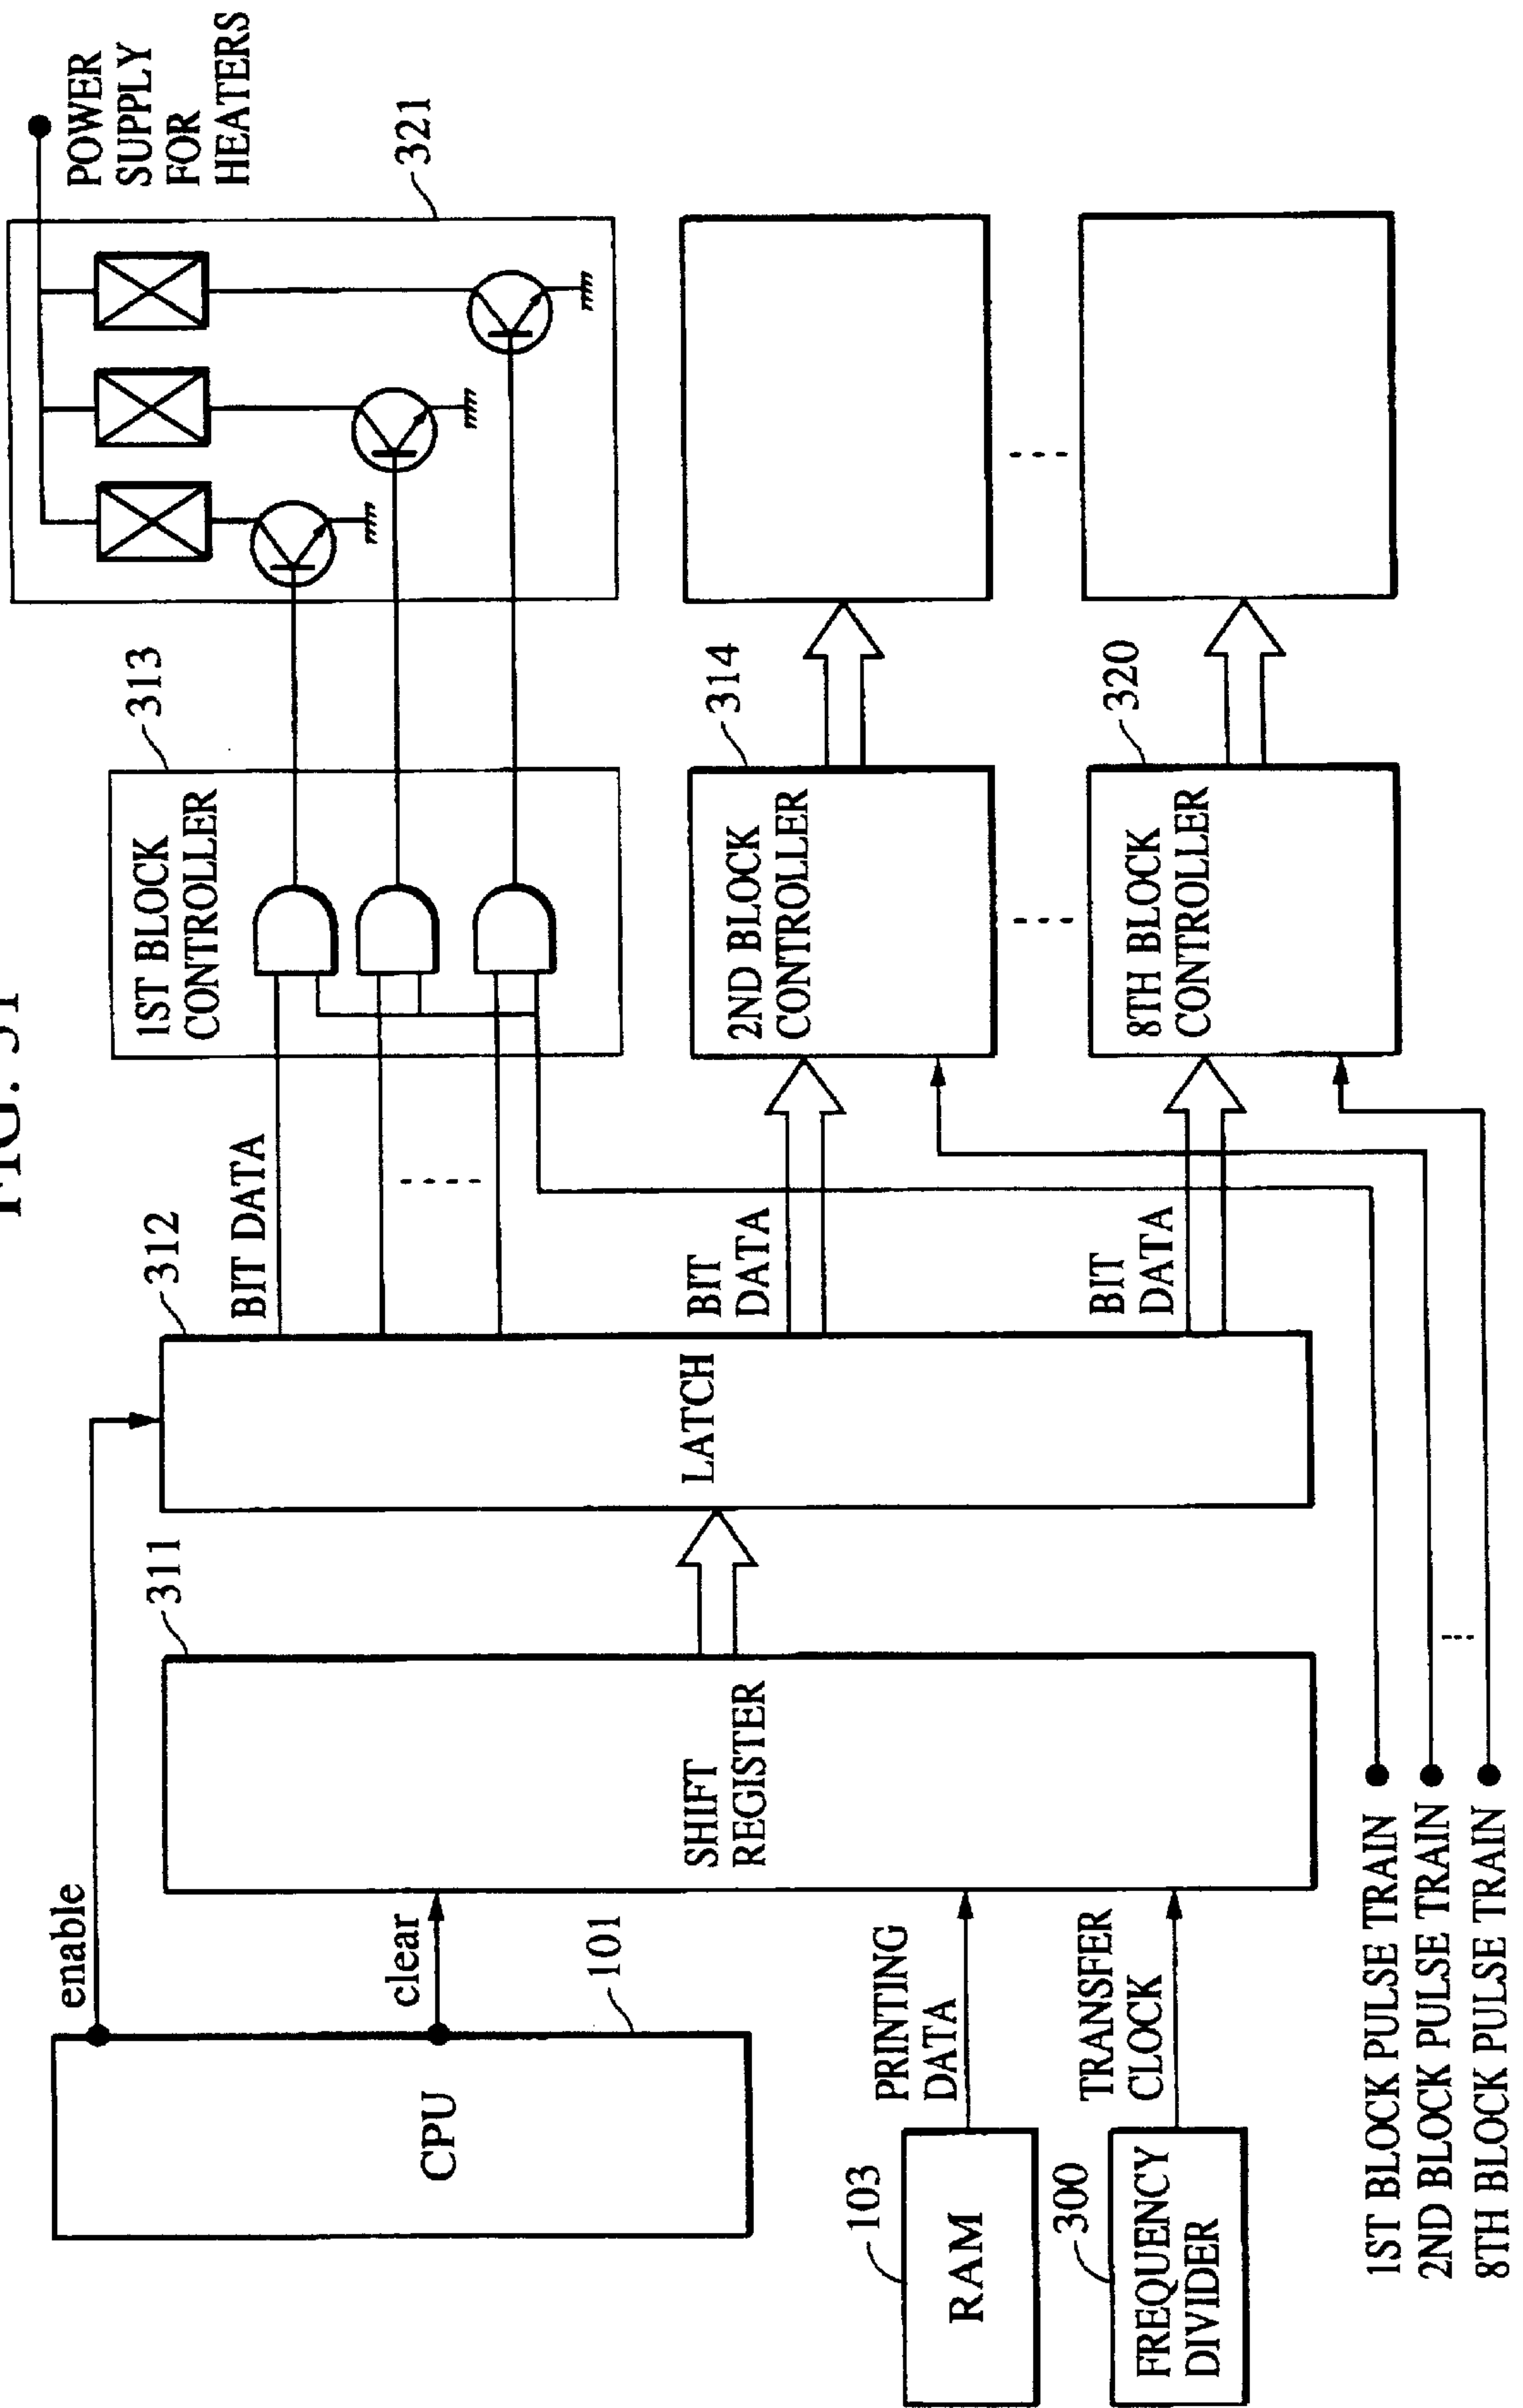 FIG.
enable
CPU
clear
101
103
RAM
PRINTING
DATA
300
FREQUENCY
DIVIDER
TRANSFER
CLOCK
311
SHIFT
REGISTER
312
LATCH
BIT DATA
BIT
DATA
BIT
DATA
313
1ST BLOCK
CONTROLLER
314
2ND BLOCK
CONTROLLER
320
8TH BLOCK
CONTROLLER
POWER
SUPPLY
FOR
HEATERS
321
1ST BLOCK PULSE TRAIN
2ND BLOCK PULSE TRAIN
8TH BLOCK PULSE TRAIN